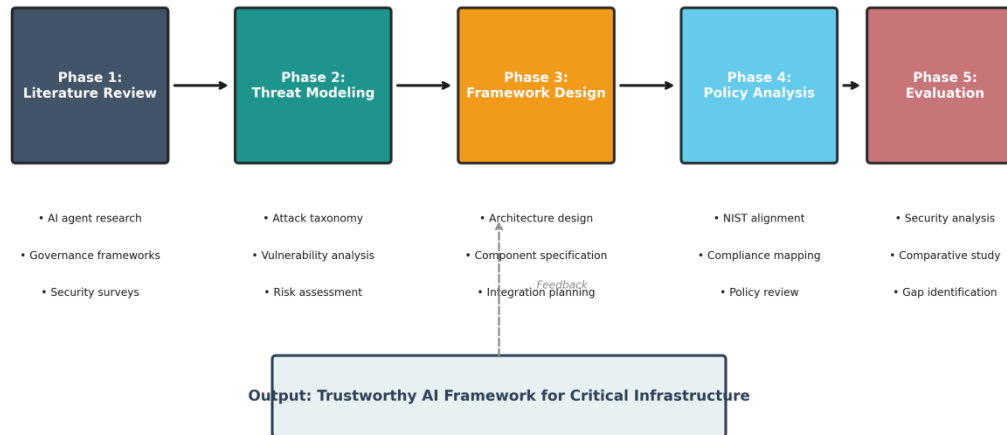 Phase 1:
Literature Review
Phase 2:
Threat Modeling
Phase 3:
Framework Design
Phase 4:
Policy Analysis
Phase 5:
Evaluation
• AI agent research
• Governance frameworks
• Security surveys
• Attack taxonomy
• Vulnerability analysis
• Risk assessment
• Architecture design
• Component specification
• Integration planning
Feedback
• NIST alignment
• Compliance mapping
• Policy review
• Security analysis
• Comparative study
• Gap identification
Output: Trustworthy AI Framework for Critical Infrastructure